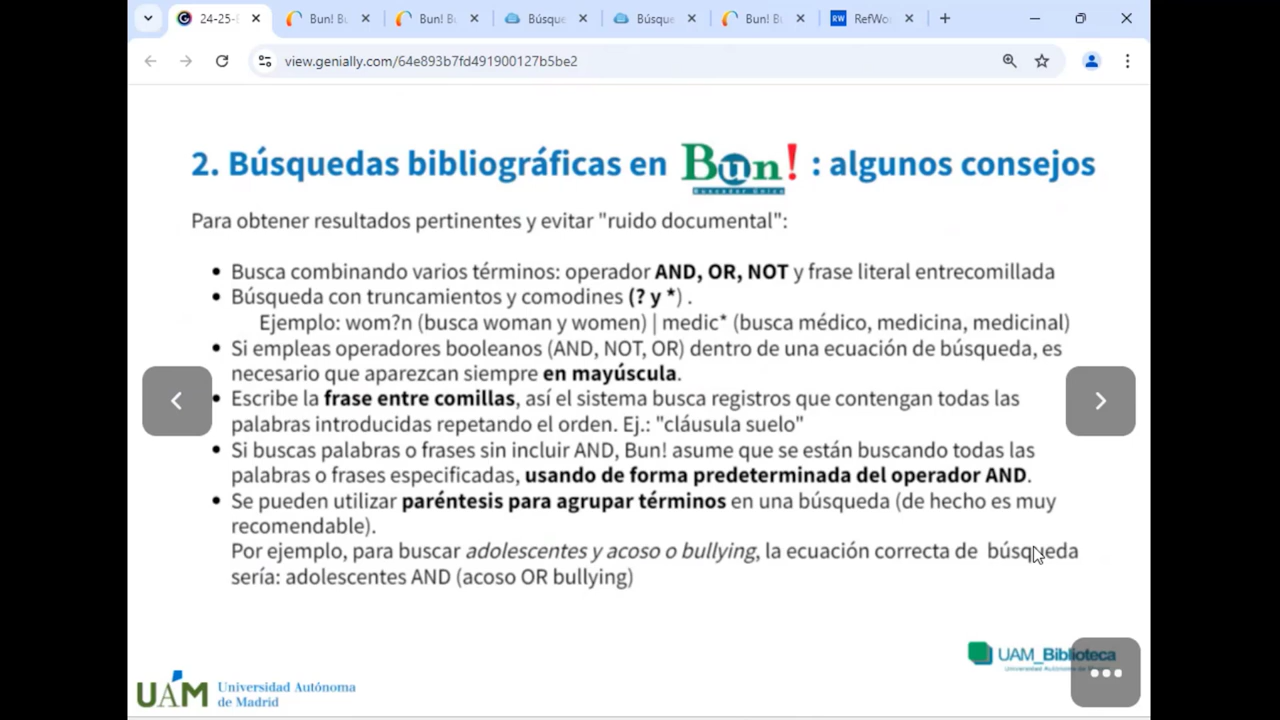 24-25-
Bun! B
Bun! B
Búsque
Búsque
Bun! B
RW
RefWo
view.genially.com/64e893b7fd491900127b5be2
2. Búsquedas bibliográficas en Bun! : algunos consejos
Buscador Único
Para obtener resultados pertinentes y evitar "ruido documental":
• Busca combinando varios términos: operador AND, OR, NOT y frase literal entrecomillada
• Búsqueda con truncamientos y comodines (? y *) .
Ejemplo: wom?n (busca woman y women) | medic* (busca médico, medicina, medicinal)
• Si empleas operadores booleanos (AND, NOT, OR) dentro de una ecuación de búsqueda, es
necesario que aparezcan siempre en mayúscula.
• Escribe la frase entre comillas, así el sistema busca registros que contengan todas las
palabras introducidas repetando el orden. Ej.: "cláusula suelo"
• Si buscas palabras o frases sin incluir AND, Bun! asume que se están buscando todas las
palabras o frases especificadas, usando de forma predeterminada del operador AND.
• Se pueden utilizar paréntesis para agrupar términos en una búsqueda (de hecho es muy
recomendable).
Por ejemplo, para buscar adolescentes y acoso o bullying, la ecuación correcta de búsqueda
sería: adolescentes AND (acoso OR bullying)
UAM_Biblioteca
Universidad Autónoma de M
UAM Universidad Autónoma
de Madrid